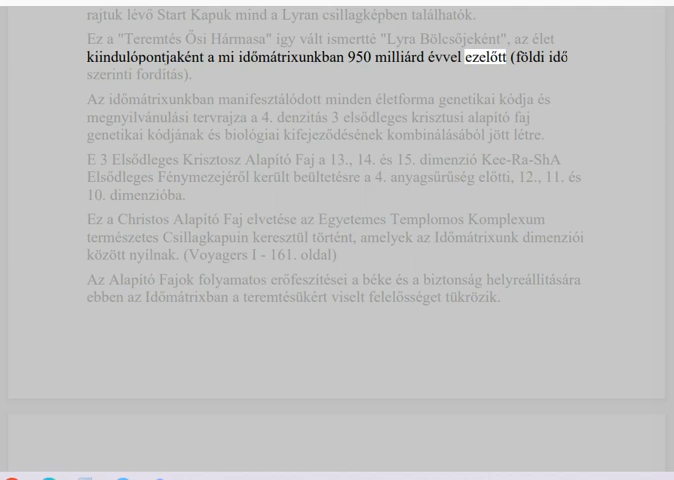 rajtuk lévő Start Kapuk mind a Lyran csillagképben találhatók.
Ez a "Teremtés Ősi Hármasa" így vált ismertté "Lyra Bölcsőjeként", az élet
kiindulópontjaként a mi időmátrixunkban 950 milliárd évvel ezelőtt (földi idő
szerinti fordítás).
Az időmátrixunkban manifesztálódott minden életforma genetikai kódja és
megnyilvánulási tervrajza a 4. denzitás 3 elsődleges krisztusi alapító faj
genetikai kódjának és biológiai kifejeződésének kombinálásából jött létre.
E 3 Elsődleges Krisztosz Alapító Faj a 13., 14. és 15. dimenzió Kee-Ra-ShA
Elsődleges Fénymezejéről került beültetésre a 4. anyagsűrűség előtti, 12., 11. és
10. dimenzióba.
Ez a Christos Alapító Faj elvetése az Egyetemes Templomos Komplexum
természetes Csillagkapuin keresztül történt, amelyek az Időmátrixunk dimenziói
között nyílnak. (Voyagers I - 161. oldal)
Az Alapító Fajok folyamatos erőfeszítései a béke és a biztonság helyreállítására
ebben az Időmátrixban a teremtésükért viselt felelősséget tükrözik.